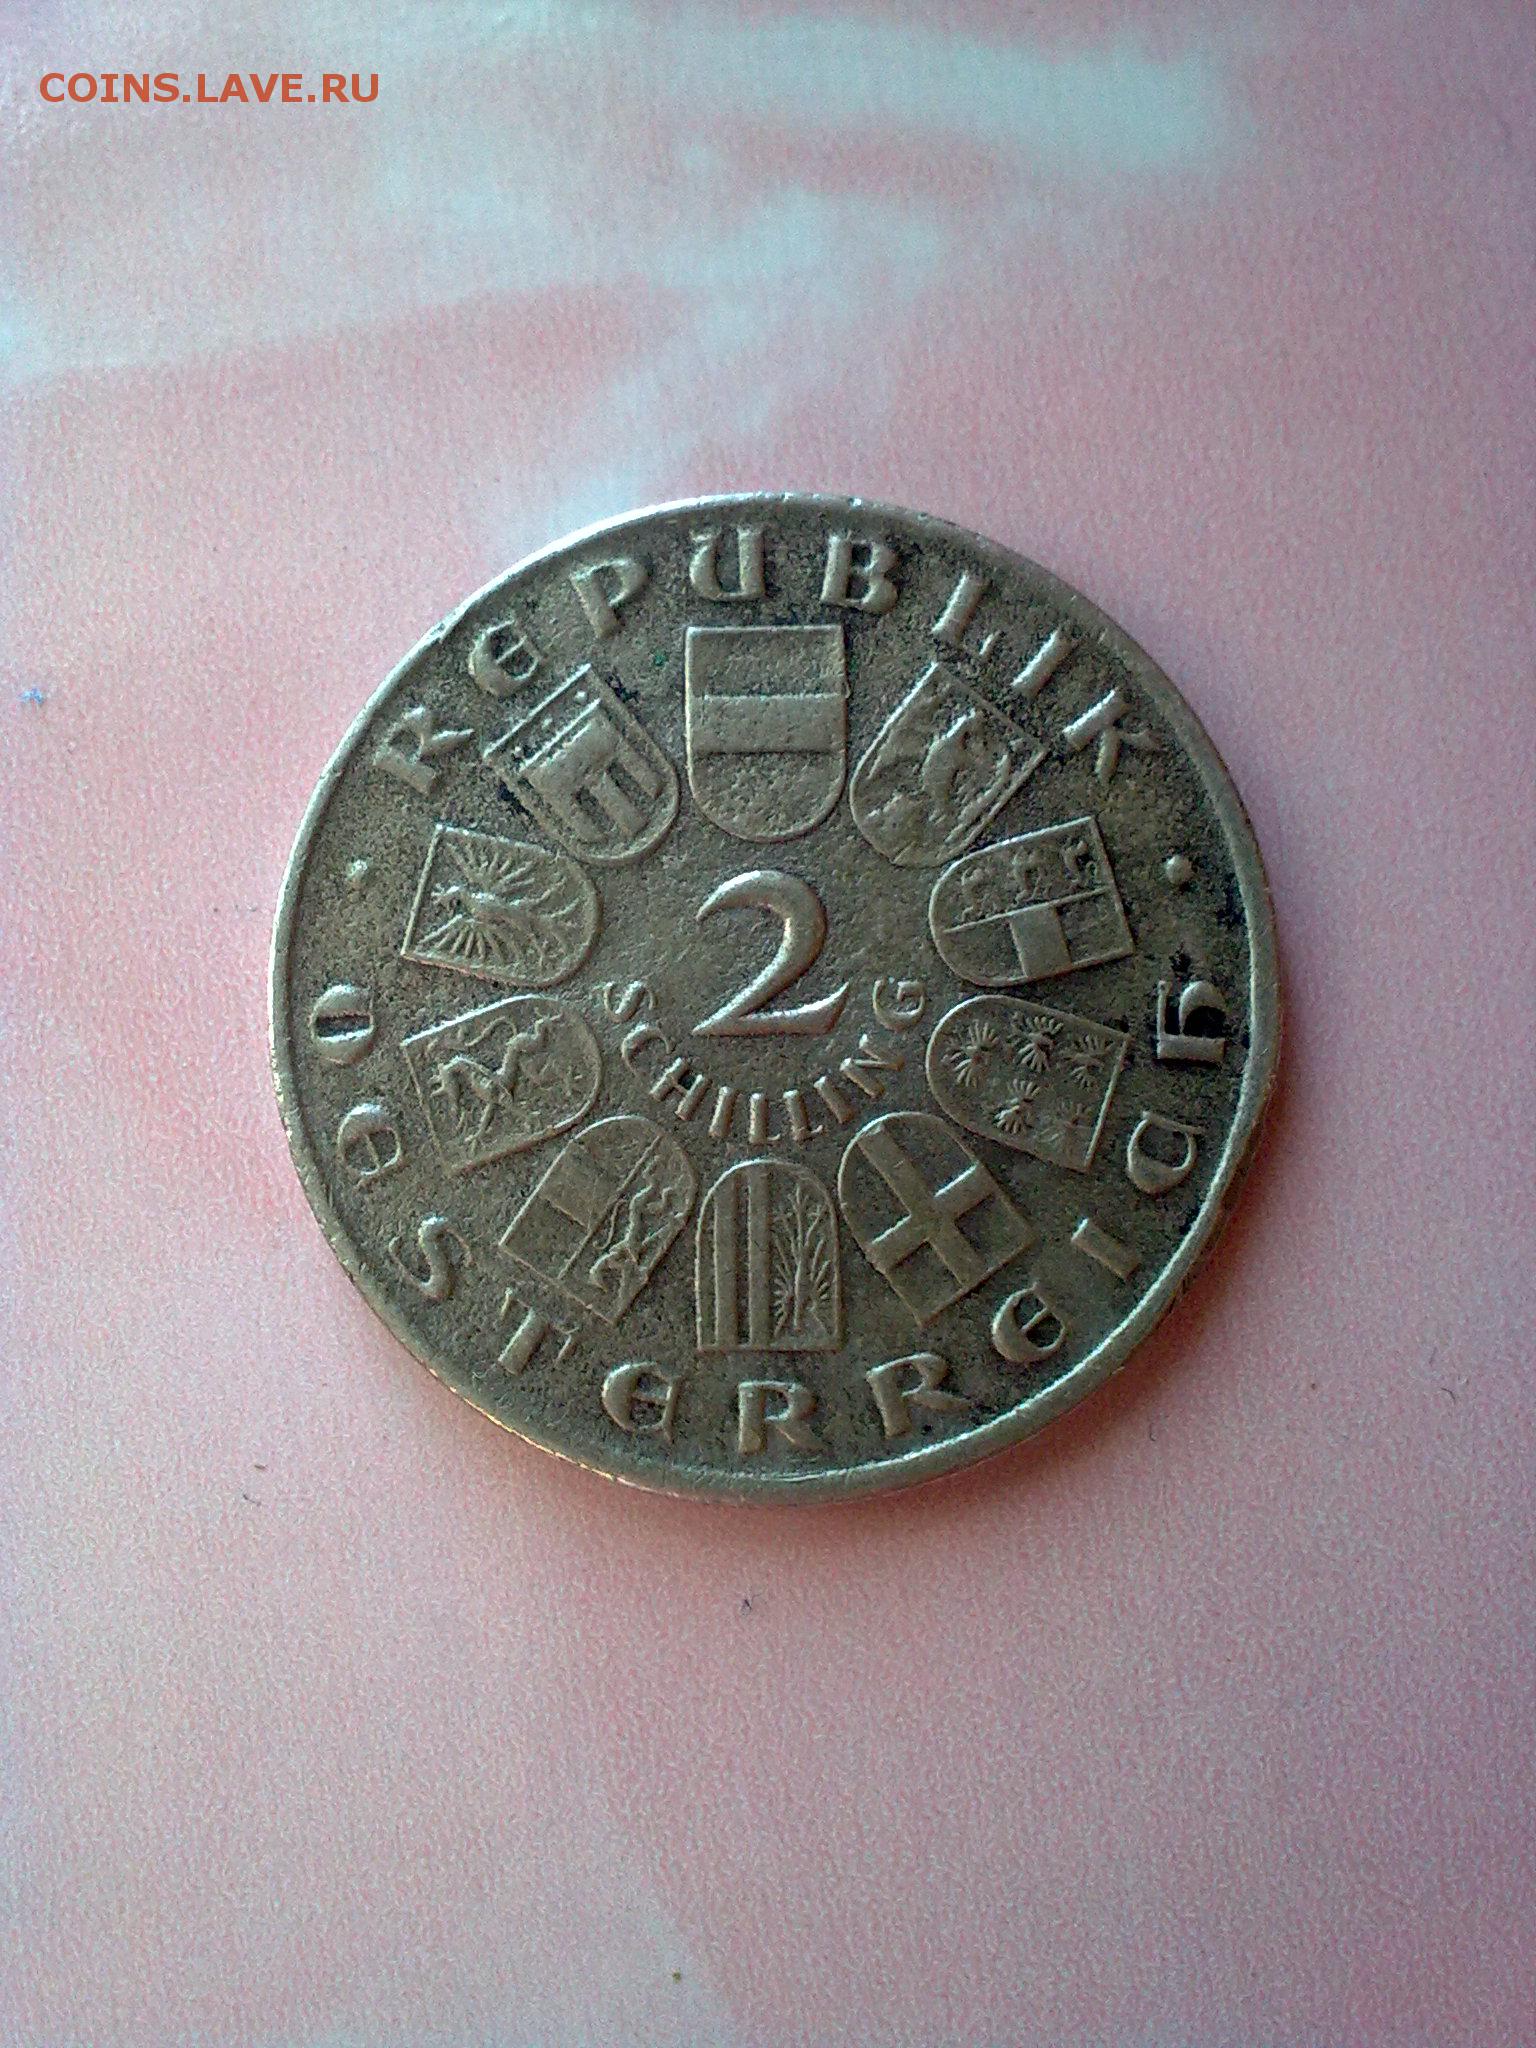 COINS.LAVE.RU
REPUBLIK
2
SCHILLING
OESTERREICH